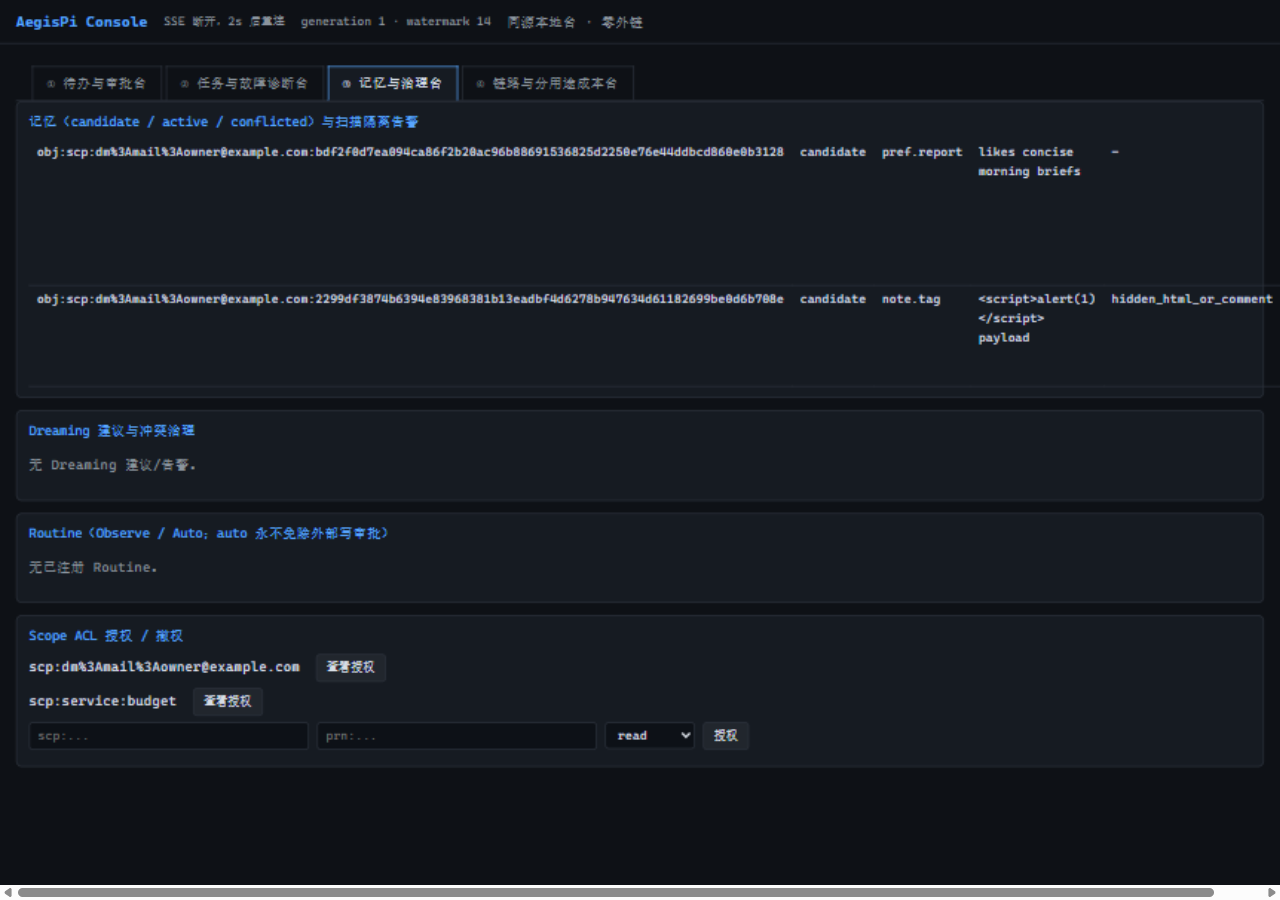 AegisPi Console SSE 断开，2s 后重连 generation 1 · watermark 14 同源本地台 · 零外链
① 待办与审批台 ② 任务与故障诊断台 ③ 记忆与治理台 ④ 链路与分用途成本台
记忆（candidate / active / conflicted）与扫描隔离告警
obj:scp:dm%3Amail%3Aowner@example.com:bdf2f0d7ea094ca86f2b20ac96b88691536825d2250e76e44ddbcd860e0b3128 candidate pref.report likes concise –
morning briefs
obj:scp:dm%3Amail%3Aowner@example.com:2299df3874b6394e83968381b13eadbf4d6278b947634d61182699be0d6b708e candidate note.tag <script>alert(1) hidden_html_or_comment
</script>
payload
Dreaming 建议与冲突治理
无 Dreaming 建议/告警。
Routine（Observe / Auto；auto 永不免除外部写审批）
无已注册 Routine。
Scope ACL 授权 / 撤权
scp:dm%3Amail%3Aowner@example.com 查看授权
scp:service:budget 查看授权
scp:... prn:... read 授权